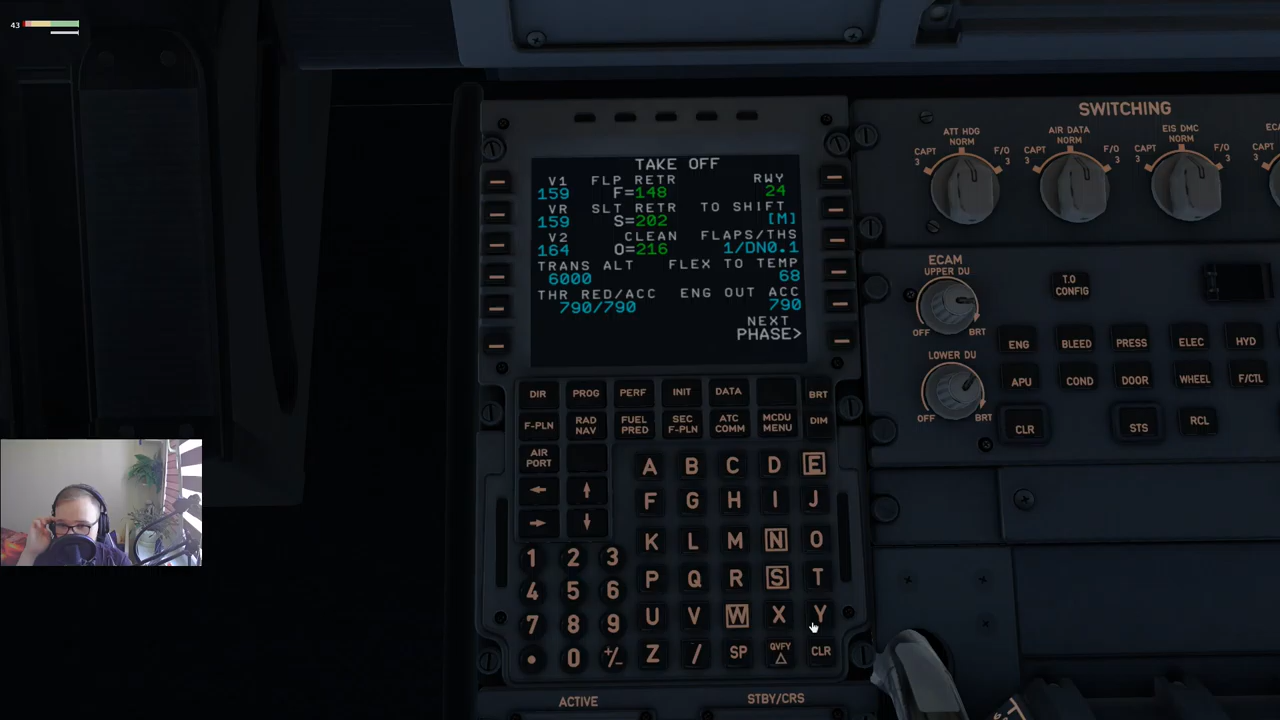 43
SWITCHING
ATT HDG
NORM
CAPT
3
F/O
3
AIR DATA
NORM
CAPT
3
F/O
3
EIS DMC
NORM
CAPT
3
F/O
3
TAKE OFF
V1 FLP RETR RWY
159 F=148 24
VR SLT RETR TO SHIFT
159 S=202 [M]
V2 CLEAN FLAPS/THS
164 O=216 1/DN0.1
TRANS ALT FLEX TO TEMP
6000 68
THR RED/ACC ENG OUT ACC
790/790 790
NEXT
PHASE>
ECAM
UPPER DU
OFF BRT
LOWER DU
OFF BRT
T.O
CONFIG
ENG BLEED PRESS ELEC HYD
APU COND DOOR WHEEL F/CTL
CLR STS RCL
DIR PROG PERF INIT DATA BRT
F-PLN
RAD
NAV
FUEL
PRED
SEC
F-PLN
ATC
COMM
MCDU
MENU
DIM
AIR
PORT
A B C D E
← ↑
F G H I J
→ ↓
K L M N O
1 2 3
P Q R S T
4 5 6
U V W X Y
7 8 9
Z / SP
QVFY
△
CLR
• 0 +/-
ACTIVE STBY/CRS